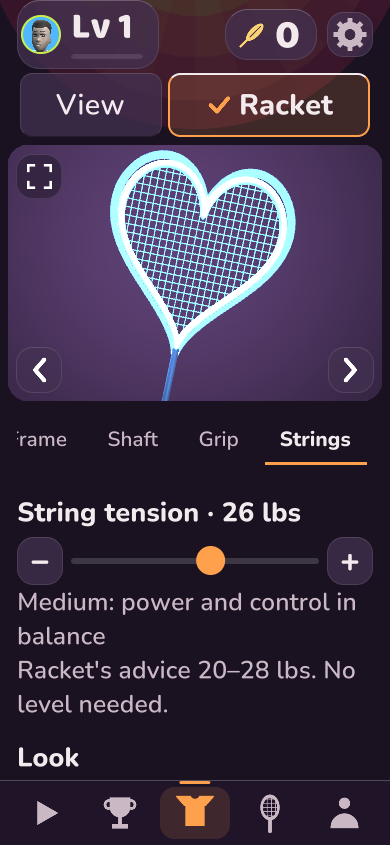 Lv 1
0
View
Racket
Frame
Shaft
Grip
Strings
String tension · 26 lbs
Medium: power and control in
balance
Racket's advice 20–28 lbs. No
level needed.
Look